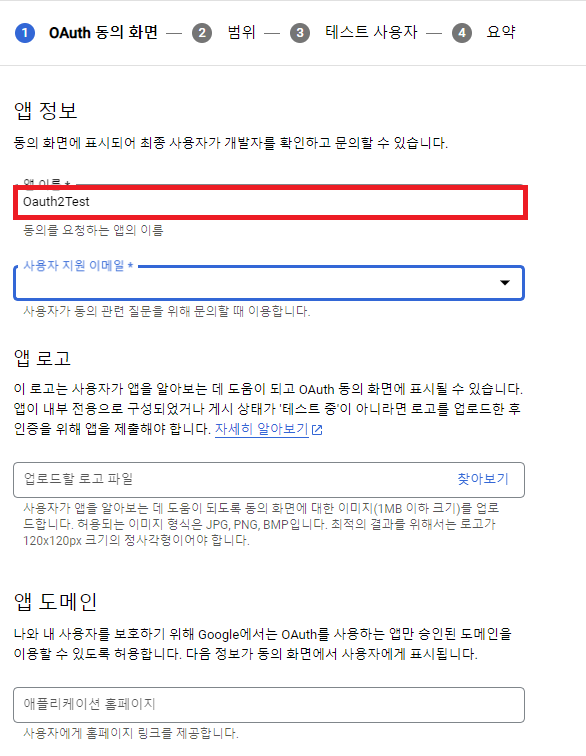 1 OAuth 동의 화면 — 2 범위 — 3 테스트 사용자 — 4 요약
앱 정보
동의 화면에 표시되어 최종 사용자가 개발자를 확인하고 문의할 수 있습니다.
앱 이름 *
Oauth2Test
동의를 요청하는 앱의 이름
사용자 지원 이메일 *
사용자가 동의 관련 질문을 위해 문의할 때 이용합니다.
앱 로고
이 로고는 사용자가 앱을 알아보는 데 도움이 되고 OAuth 동의 화면에 표시될 수 있습니다.
앱이 내부 전용으로 구성되었거나 게시 상태가 '테스트 중'이 아니라면 로고를 업로드한 후
인증을 위해 앱을 제출해야 합니다. 자세히 알아보기
업로드할 로고 파일 찾아보기
사용자가 앱을 알아보는 데 도움이 되도록 동의 화면에 대한 이미지(1MB 이하 크기)를 업로
드합니다. 허용되는 이미지 형식은 JPG, PNG, BMP입니다. 최적의 결과를 위해서는 로고가
120x120px 크기의 정사각형이어야 합니다.
앱 도메인
나와 내 사용자를 보호하기 위해 Google에서는 OAuth를 사용하는 앱만 승인된 도메인을
이용할 수 있도록 허용합니다. 다음 정보가 동의 화면에서 사용자에게 표시됩니다.
애플리케이션 홈페이지
사용자에게 홈페이지 링크를 제공합니다.